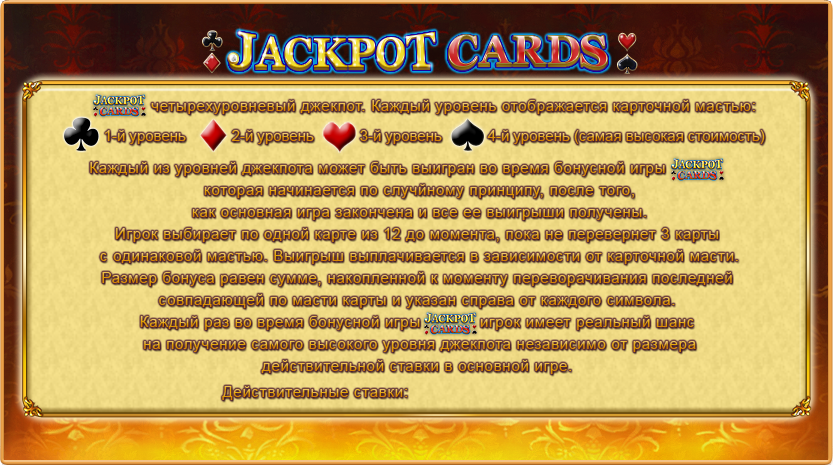 JACKPOT CARDS
JACKPOT CARDS четырехуровневый джекпот. Каждый уровень отображается карточной мастью:
1-й уровень 2-й уровень 3-й уровень 4-й уровень (самая высокая стоимость)
Каждый из уровней джекпота может быть выигран во время бонусной игры JACKPOT CARDS
которая начинается по случйному принципу, после того,
как основная игра закончена и все ее выигрыши получены.
Игрок выбирает по одной карте из 12 до момента, пока не перевернет 3 карты
с одинаковой мастью. Выигрыш выплачивается в зависимости от карточной масти.
Размер бонуса равен сумме, накопленной к моменту переворачивания последней
совпадающей по масти карты и указан справа от каждого символа.
Каждый раз во время бонусной игры JACKPOT CARDS игрок имеет реальный шанс
на получение самого высокого уровня джекпота независимо от размера
действительной ставки в основной игре.
Действительные ставки: